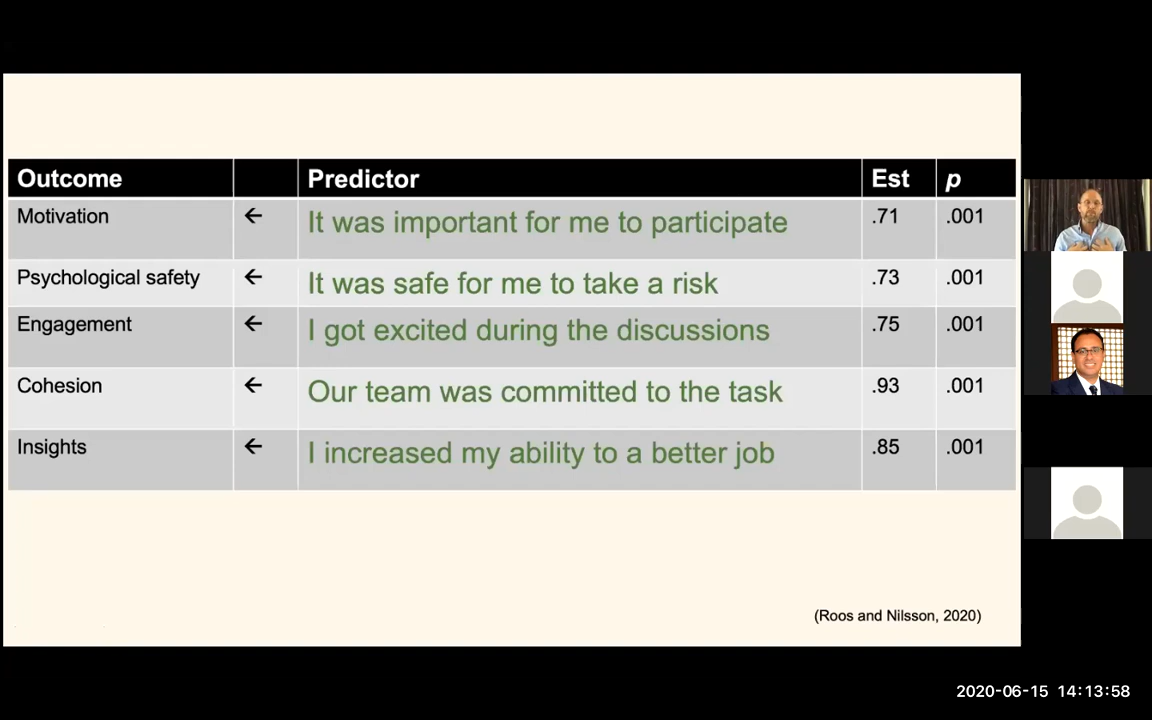 Outcome Predictor Est p
Motivation ← It was important for me to participate .71 .001
Psychological safety ← It was safe for me to take a risk .73 .001
Engagement ← I got excited during the discussions .75 .001
Cohesion ← Our team was committed to the task .93 .001
Insights ← I increased my ability to a better job .85 .001
(Roos and Nilsson, 2020)
2020-06-15 14:13:58